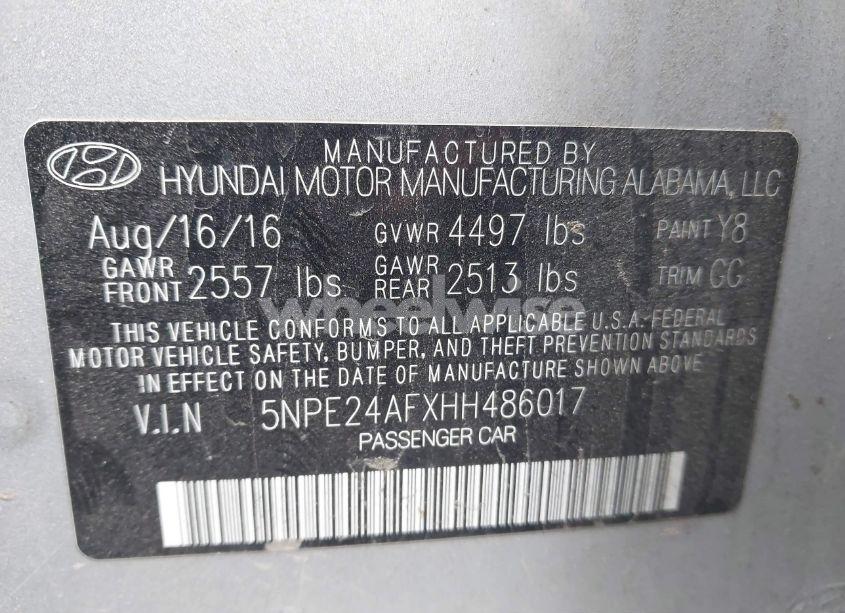 MANUFACTURED BY
HYUNDAI MOTOR MANUFACTURING ALABAMA, LLC
Aug/16/16 GVWR 4497 lbs PAINT Y8
GAWR FRONT 2557 lbs GAWR REAR 2513 lbs TRIM GG
wheelwise
THIS VEHICLE CONFORMS TO ALL APPLICABLE U.S.A. FEDERAL
MOTOR VEHICLE SAFETY, BUMPER, AND THEFT PREVENTION STANDARDS
IN EFFECT ON THE DATE OF MANUFACTURE SHOWN ABOVE
V.I.N 5NPE24AFXHH486017
PASSENGER CAR